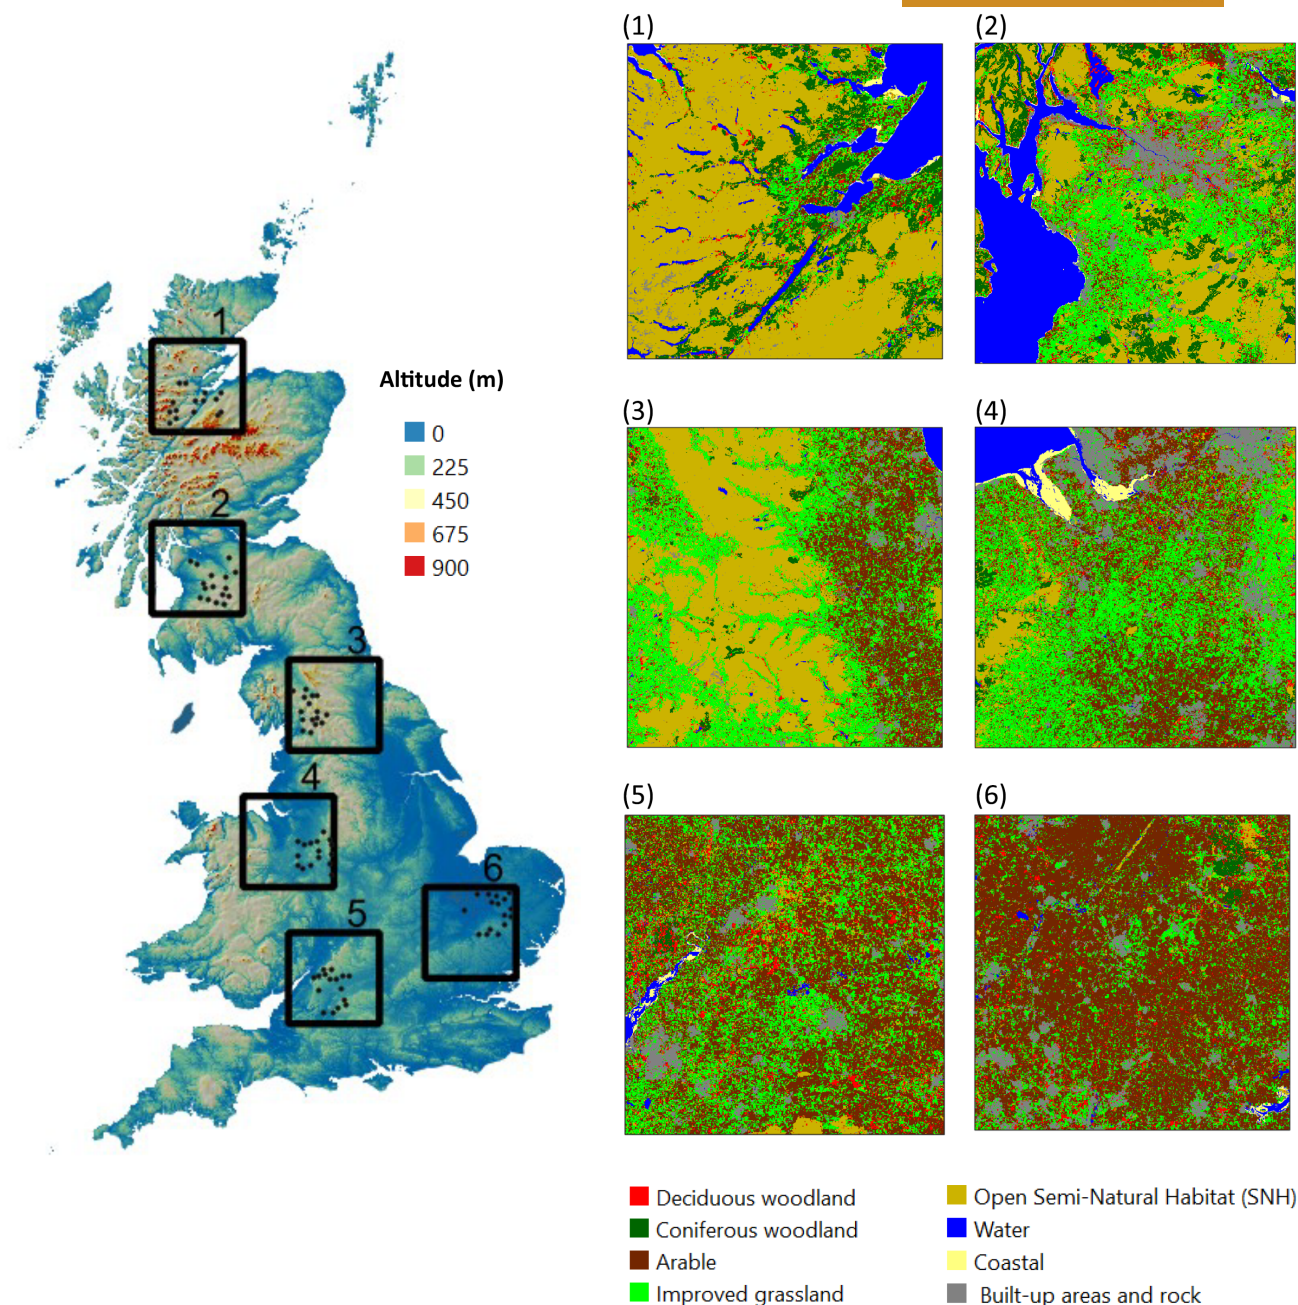 (1)
(2)
1
Altitude (m)
0
225
450
675
900
2
(3)
(4)
3
4
(5)
(6)
6
5
Deciduous woodland
Coniferous woodland
Arable
Improved grassland
Open Semi-Natural Habitat (SNH)
Water
Coastal
Built-up areas and rock